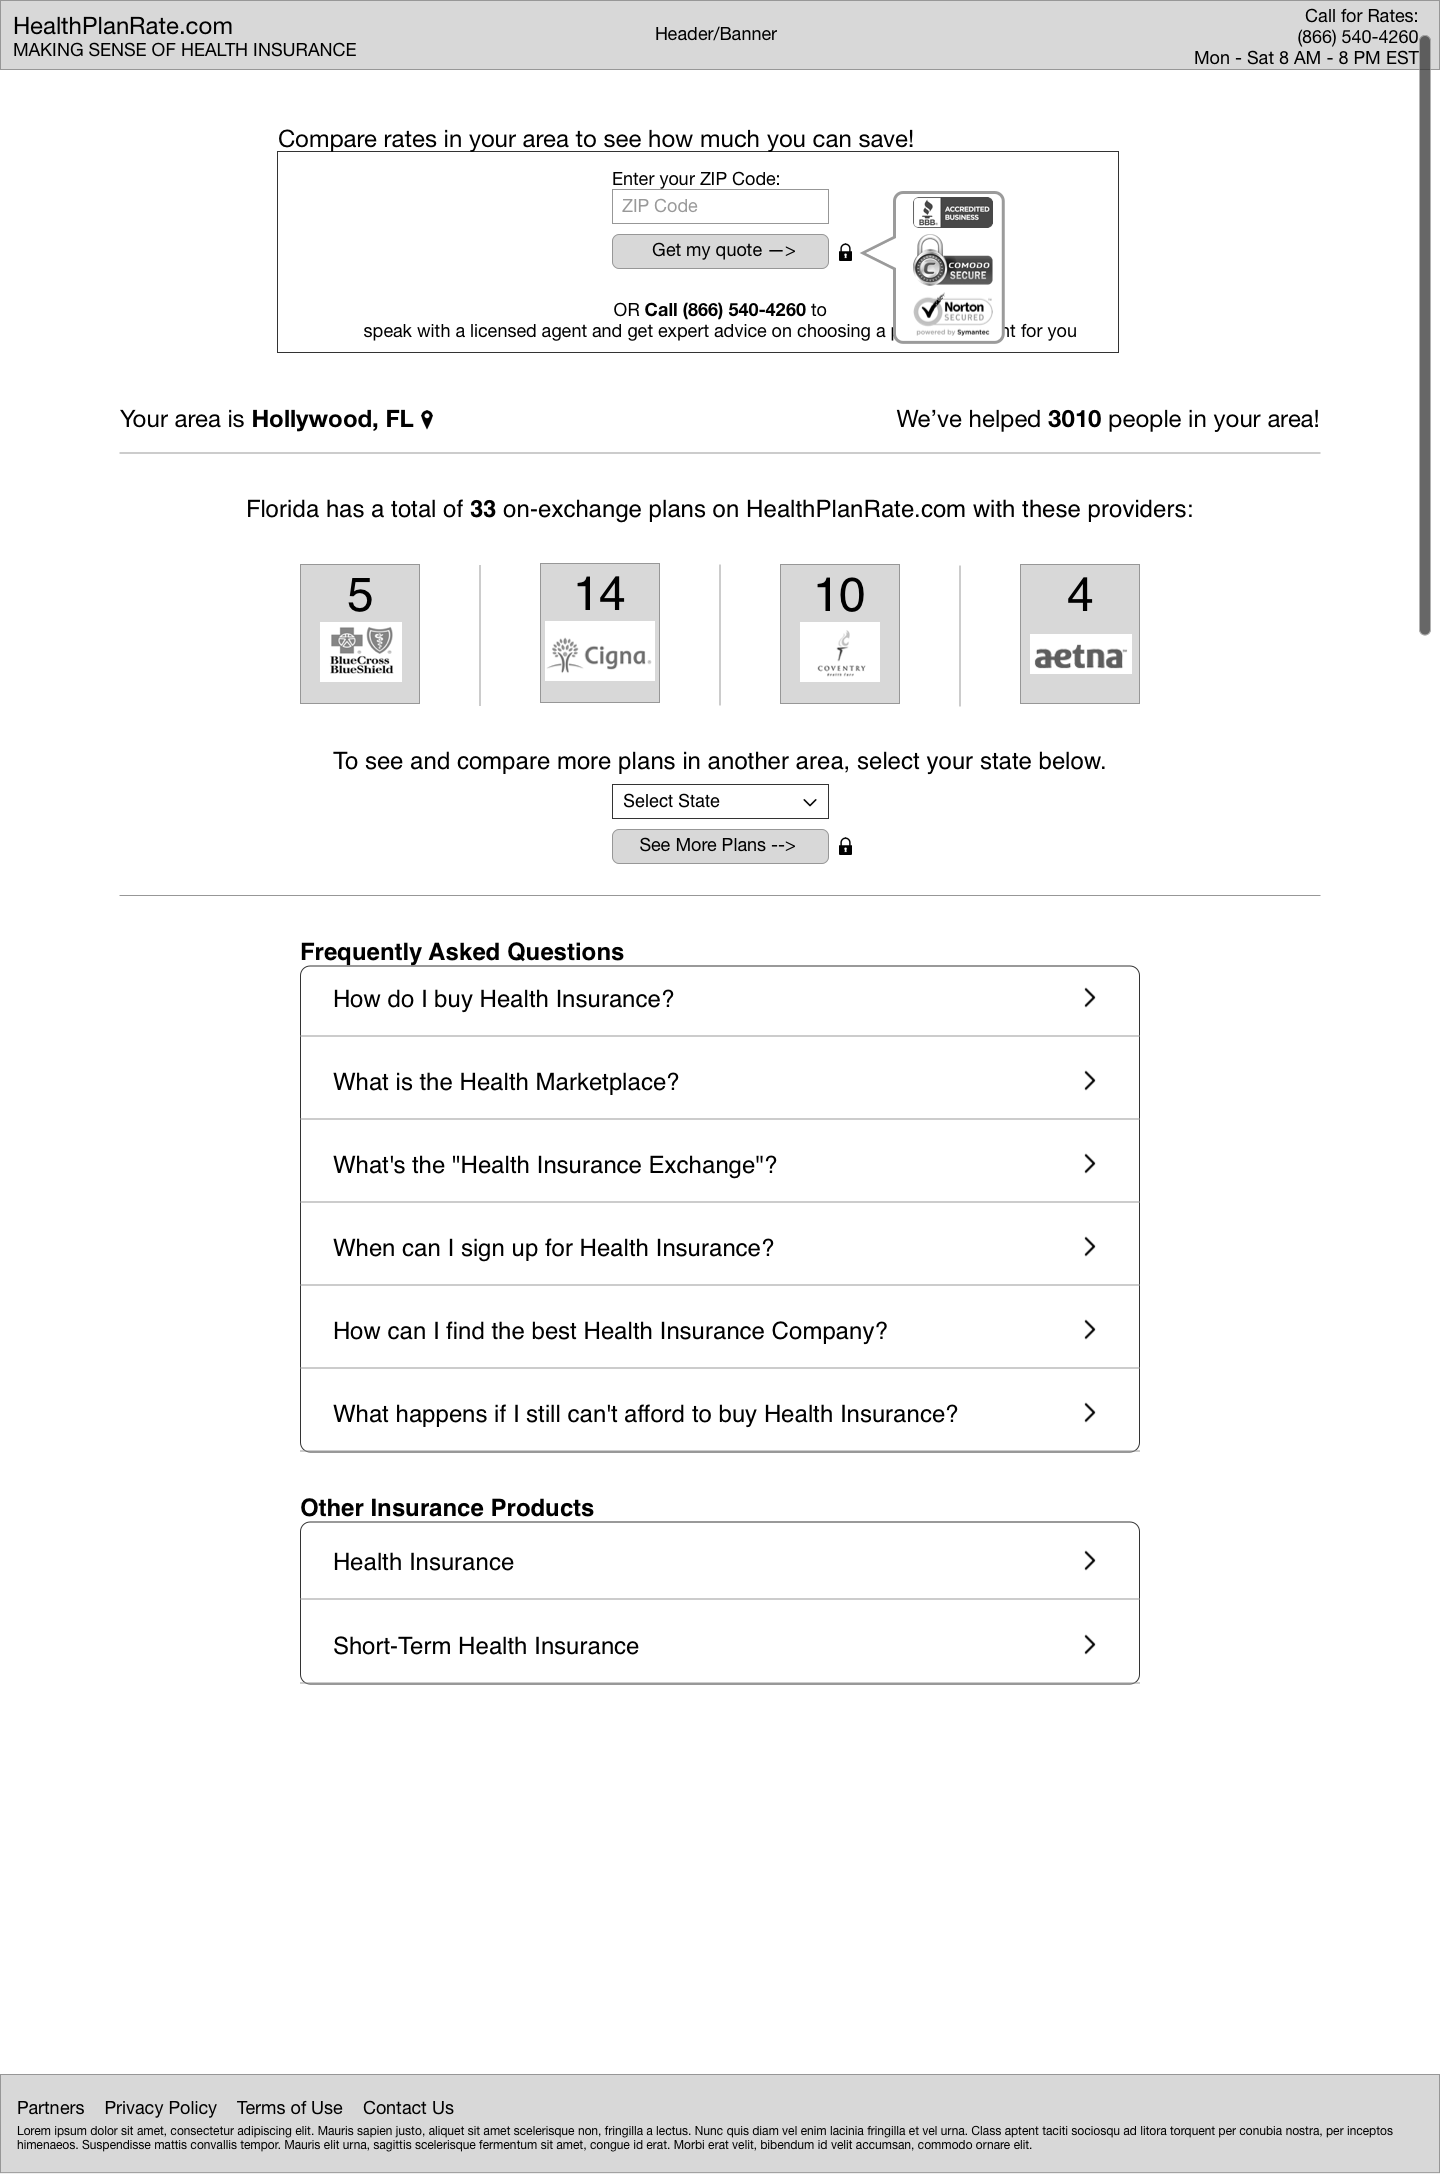 HealthPlanRate.com
MAKING SENSE OF HEALTH INSURANCE
Header/Banner
Call for Rates:
(866) 540-4260
Mon - Sat 8 AM - 8 PM EST
Compare rates in your area to see how much you can save!
Enter your ZIP Code:
ZIP Code
Get my quote —>
BBB.
ACCREDITED
BUSINESS
C COMODO
SECURE
Norton
SECURED
powered by Symantec
OR Call (866) 540-4260 to
speak with a licensed agent and get expert advice on choosing a for you
Your area is Hollywood, FL
We’ve helped 3010 people in your area!
Florida has a total of 33 on-exchange plans on HealthPlanRate.com with these providers:
5
BlueCross
BlueShield
14
Cigna.
10
COVENTRY
Health Care
4
aetna™
To see and compare more plans in another area, select your state below.
Select State
See More Plans -->
Frequently Asked Questions
How do I buy Health Insurance?
What is the Health Marketplace?
What's the "Health Insurance Exchange"?
When can I sign up for Health Insurance?
How can I find the best Health Insurance Company?
What happens if I still can't afford to buy Health Insurance?
Other Insurance Products
Health Insurance
Short-Term Health Insurance
Partners Privacy Policy Terms of Use Contact Us
Lorem ipsum dolor sit amet, consectetur adipiscing elit. Mauris sapien justo, aliquet sit amet scelerisque non, fringilla a lectus. Nunc quis diam vel enim lacinia fringilla et vel urna. Class aptent taciti sociosqu ad litora torquent per conubia nostra, per inceptos
himenaeos. Suspendisse mattis convallis tempor. Mauris elit urna, sagittis scelerisque fermentum sit amet, congue id erat. Morbi erat velit, bibendum id velit accumsan, commodo ornare elit.